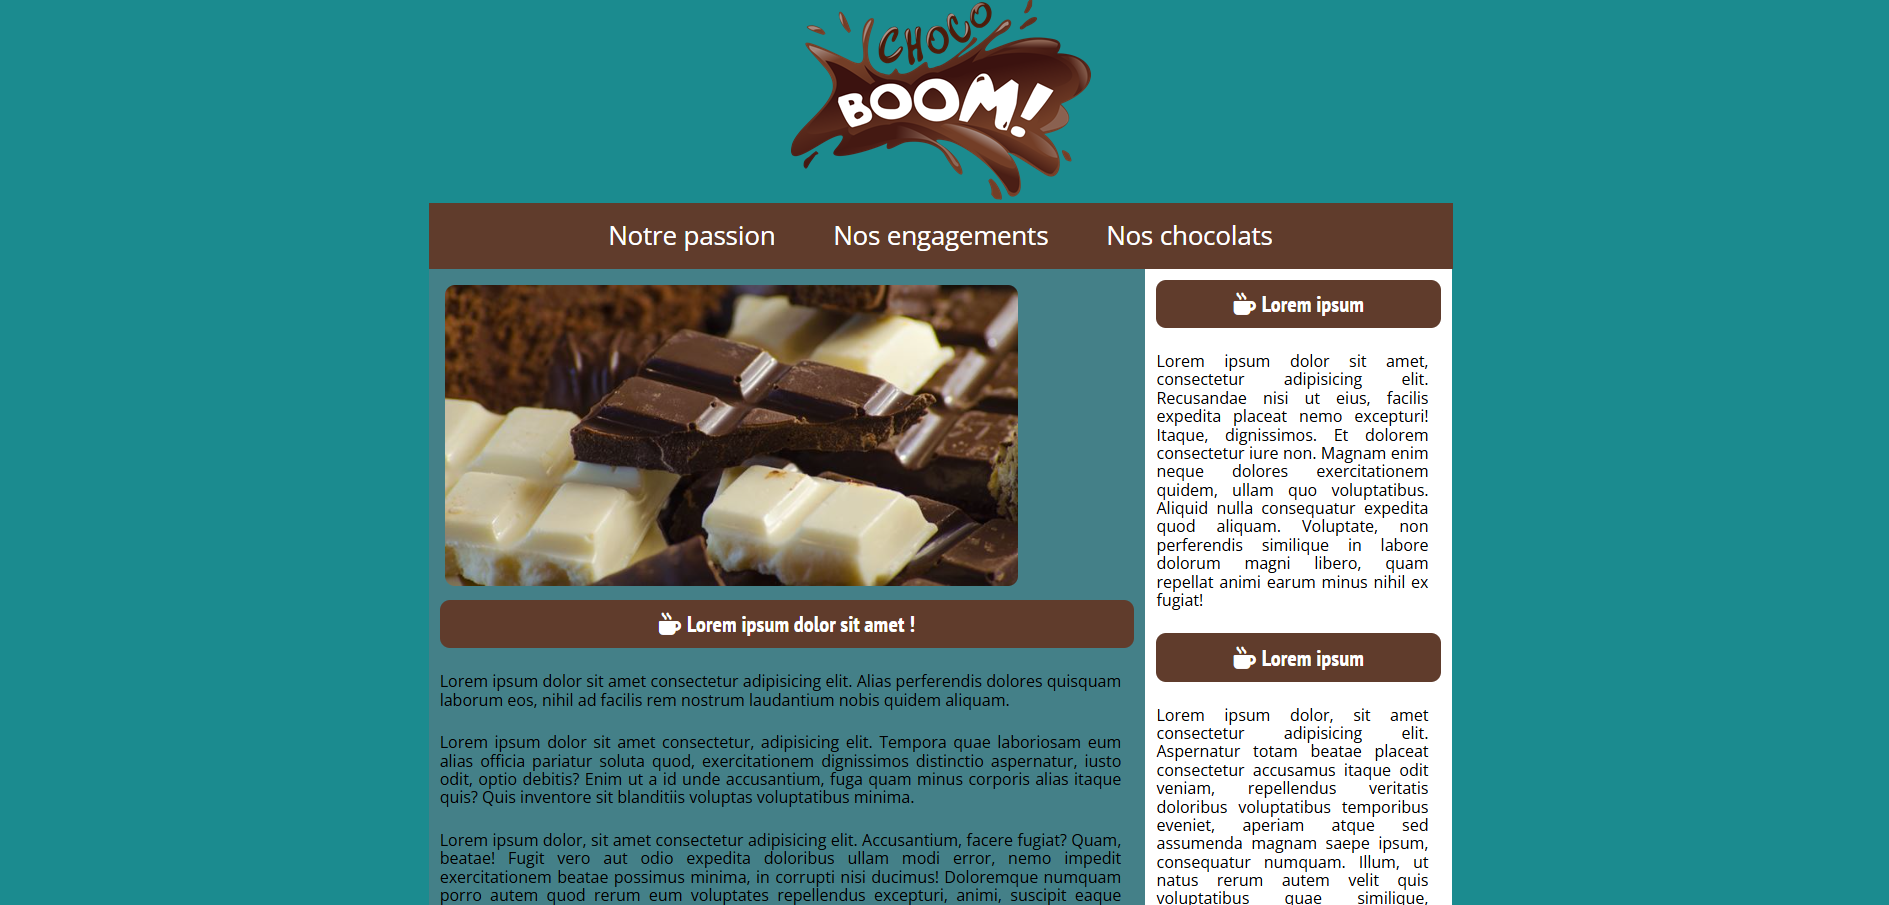 CHOCO
BOOM!
Notre passion Nos engagements Nos chocolats
Lorem ipsum dolor sit amet !
Lorem ipsum dolor sit amet consectetur adipisicing elit. Alias perferendis dolores quisquam
laborum eos, nihil ad facilis rem nostrum laudantium nobis quidem aliquam.
Lorem ipsum dolor sit amet consectetur, adipisicing elit. Tempora quae laboriosam eum
alias officia pariatur soluta quod, exercitationem dignissimos distinctio aspernatur, iusto
odit, optio debitis? Enim ut a id unde accusantium, fuga quam minus corporis alias itaque
quis? Quis inventore sit blanditiis voluptas voluptatibus minima.
Lorem ipsum dolor, sit amet consectetur adipisicing elit. Accusantium, facere fugiat? Quam,
beatae! Fugit vero aut odio expedita doloribus ullam modi error, nemo impedit
exercitationem beatae possimus minima, in corrupti nisi ducimus! Doloremque numquam
porro autem quod rerum eum voluptates repellendus excepturi, animi, suscipit eaque
Lorem ipsum
Lorem ipsum dolor sit amet,
consectetur adipisicing elit.
Recusandae nisi ut eius, facilis
expedita placeat nemo excepturi!
Itaque, dignissimos. Et dolorem
consectetur iure non. Magnam enim
neque dolores exercitationem
quidem, ullam quo voluptatibus.
Aliquid nulla consequatur expedita
quod aliquam. Voluptate, non
perferendis similique in labore
dolorum magni libero, quam
repellat animi earum minus nihil ex
fugiat!
Lorem ipsum
Lorem ipsum dolor, sit amet
consectetur adipisicing elit.
Aspernatur totam beatae placeat
consectetur accusamus itaque odit
veniam, repellendus veritatis
doloribus voluptatibus temporibus
eveniet, aperiam atque sed
assumenda magnam saepe ipsum,
consequatur numquam. Illum, ut
natus rerum autem velit quis
voluptatibus quae similique,